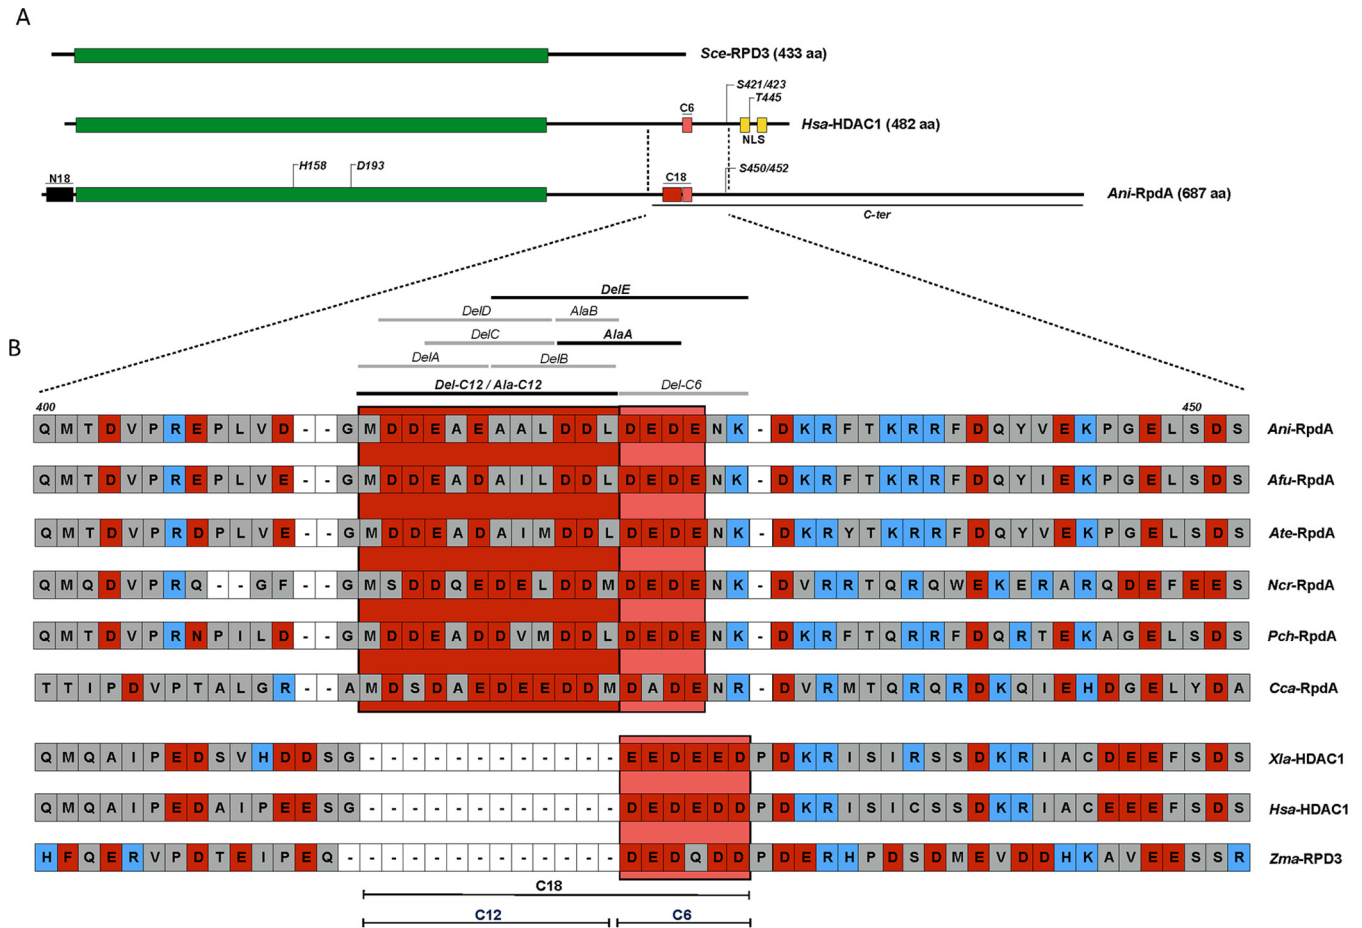 A
Sce-RPD3 (433 aa)
S421/423
T445
C6
Hsa-HDAC1 (482 aa)
NLS
H158
D193
S450/452
N18
C18
Ani-RpdA (687 aa)
C-ter
DelE
DelD AlaB
DelC AlaA
B
DelA DelB
Del-C12 / Ala-C12 Del-C6
400 450
Q M T D V P R E P L V D - - G M D D E A E A A L D D L D E D E N K - D K R F T K R R F D Q Y V E K P G E L S D S Ani-RpdA
Q M T D V P R E P L V E - - G M D D E A D A I L D D L D E D E N K - D K R F T K R R F D Q Y I E K P G E L S D S Afu-RpdA
Q M T D V P R D P L V E - - G M D D E A D A I M D D L D E D E N K - D K R Y T K R R F D Q Y V E K P G E L S D S Ate-RpdA
Q M Q D V P R Q - - G F - - G M S D D Q E D E L D D M D E D E N K - D V R R T Q R Q W E K E R A R Q D E F E E S Ncr-RpdA
Q M T D V P R N P I L D - - G M D D E A D D V M D D L D E D E N K - D K R F T Q R R F D Q R T E K A G E L S D S Pch-RpdA
T T I P D V P T A L G R - - A M D S D A E D E E D D M D A D E N R - D V R M T Q R Q R D K Q I E H D G E L Y D A Cca-RpdA
Q M Q A I P E D S V H D D S G - - - - - - - - - - - - E E D E E D P D K R I S I R S S D K R I A C D E E F S D S Xla-HDAC1
Q M Q A I P E D A I P E E S G - - - - - - - - - - - - D E D E D D P D K R I S I C S S D K R I A C E E E F S D S Hsa-HDAC1
H F Q E R V P D T E I P E Q - - - - - - - - - - - - - D E D Q D D P D E R H P D S D M E V D D H K A V E E S S R Zma-RPD3
C18
C12 C6